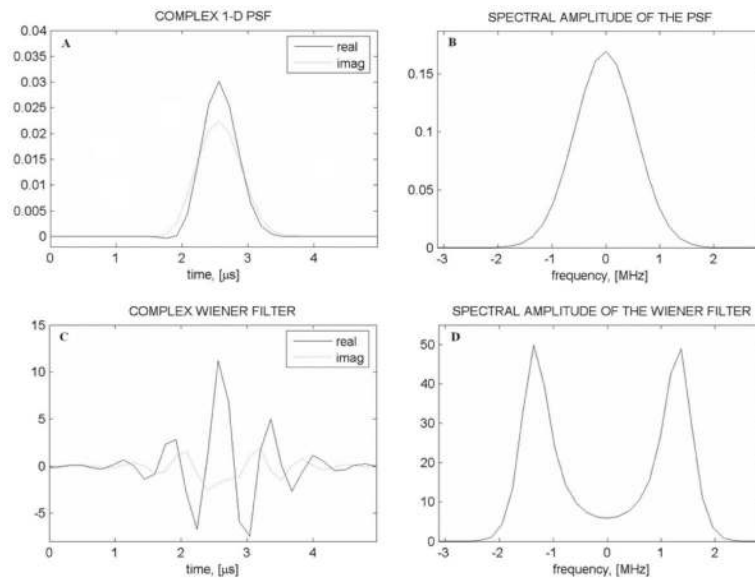 COMPLEX 1-D PSF
A
real
imag
0.04
0.035
0.03
0.025
0.02
0.015
0.01
0.005
0
0 2 4
time, [μs]
SPECTRAL AMPLITUDE OF THE PSF
B
0.15
0.1
0.05
0
-3 -2 -1 0 1 2
frequency, [MHz]
COMPLEX WIENER FILTER
C
real
imag
15
10
5
0
-5
0 1 2 3 4
time, [μs]
SPECTRAL AMPLITUDE OF THE WIENER FILTER
D
50
40
30
20
10
0
-3 -2 -1 0 1 2
frequency, [MHz]